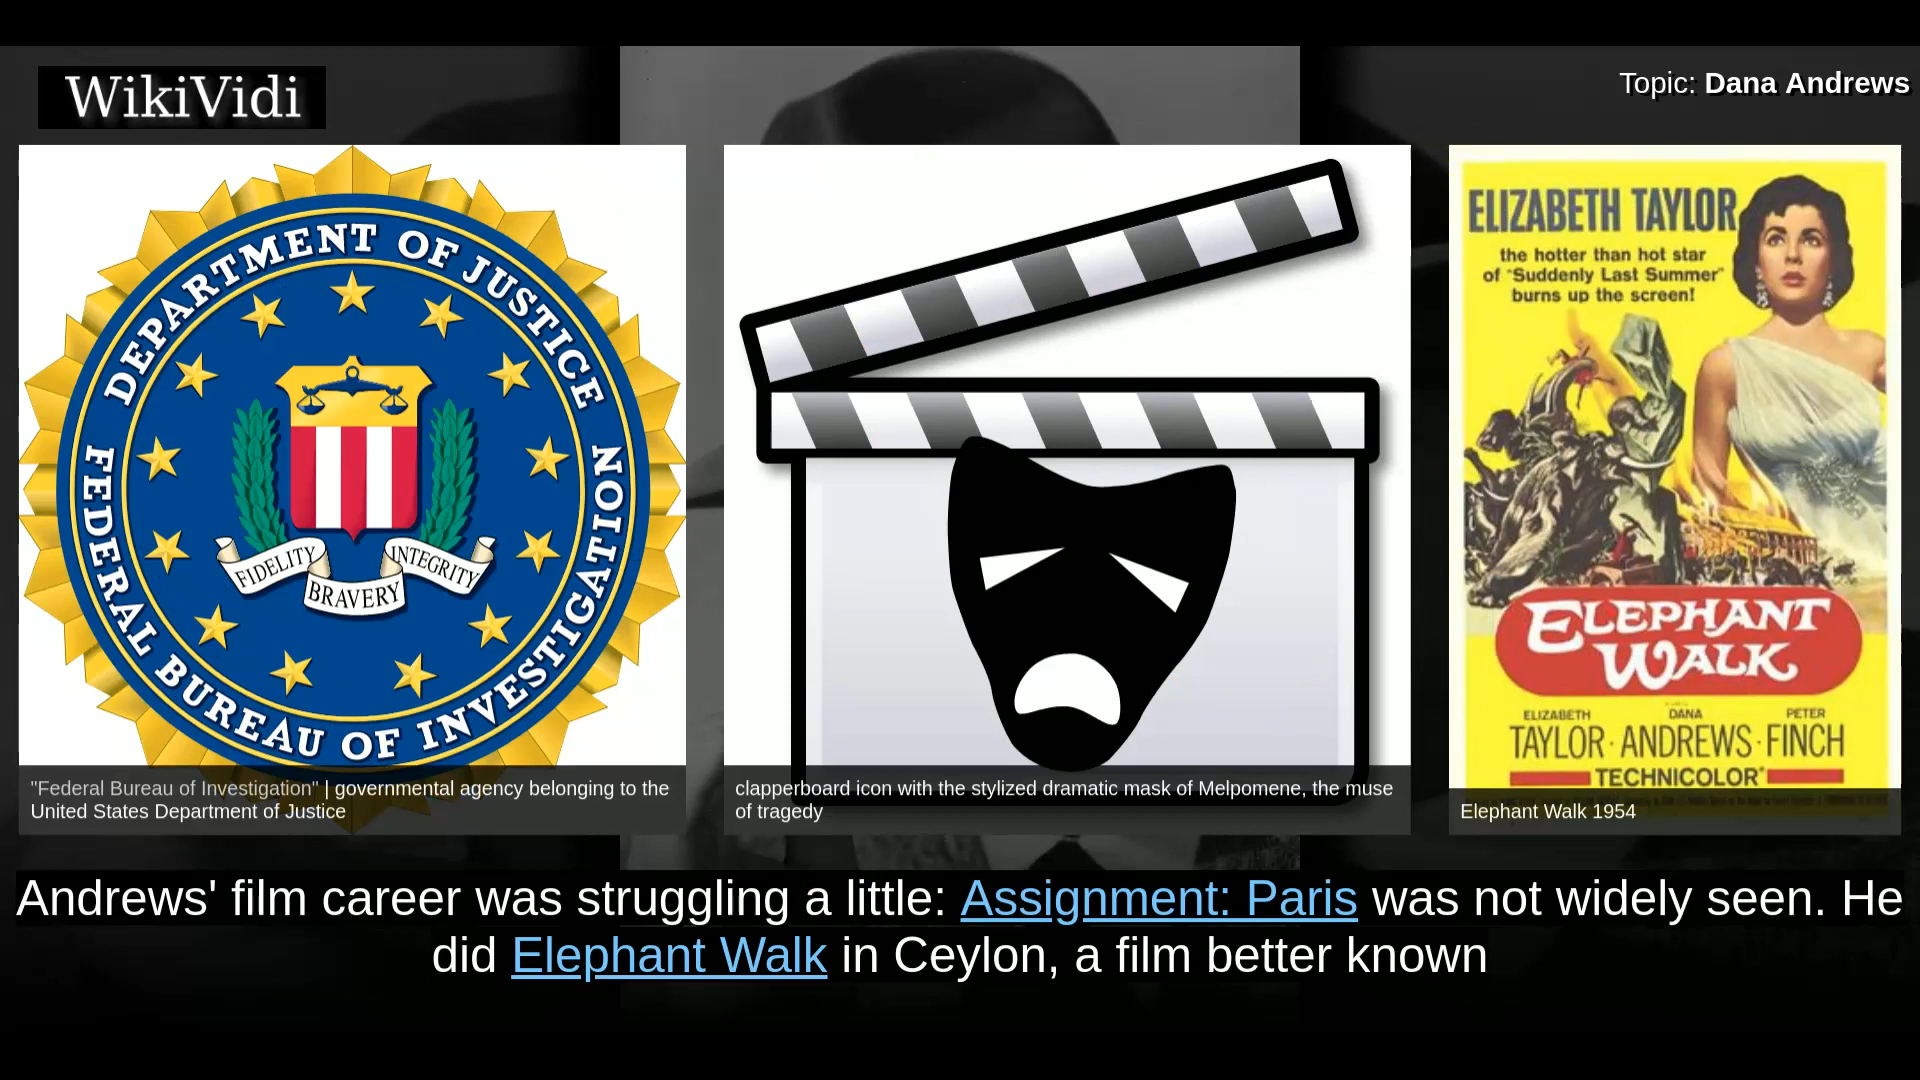 WikiVidi
Topic: Dana Andrews
DEPARTMENT OF JUSTICE
FEDERAL BUREAU OF INVESTIGATION
FIDELITY
BRAVERY
INTEGRITY
"Federal Bureau of Investigation" | governmental agency belonging to the
United States Department of Justice
clapperboard icon with the stylized dramatic mask of Melpomene, the muse
of tragedy
ELIZABETH TAYLOR
the hotter than hot star
of "Suddenly Last Summer"
burns up the screen!
ELEPHANT
WALK
ELIZABETH DANA PETER
TAYLOR · ANDREWS · FINCH
TECHNICOLOR®
Elephant Walk 1954
Andrews' film career was struggling a little: Assignment: Paris was not widely seen. He
did Elephant Walk in Ceylon, a film better known